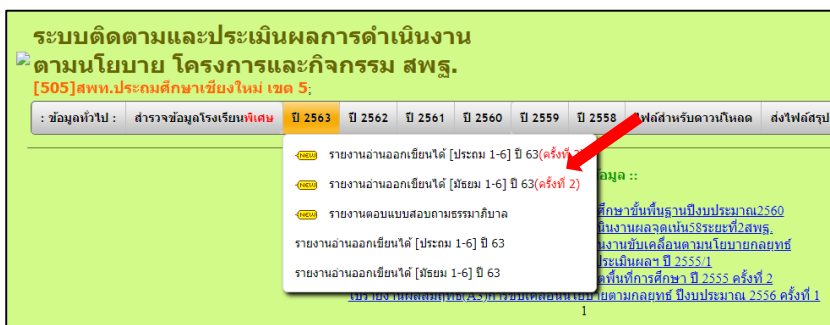 ระบบติดตามและประเมินผลการดำเนินงาน
ตามนโยบาย โครงการและกิจกรรม สพฐ.
[505]สพท.ประถมศึกษาเชียงใหม่ เขต 5;
: ข้อมูลทั่วไป : สำรวจข้อมูลโรงเรียนพิเศษ ปี 2563 ปี 2562 ปี 2561 ปี 2560 ปี 2559 ปี 2558 ไฟล์สำหรับดาวน์โหลด ส่งไฟล์สรุป
NEW รายงานอ่านออกเขียนได้ [ประถม 1-6] ปี 63(ครั้งที่
NEW รายงานอ่านออกเขียนได้ [มัธยม 1-6] ปี 63(ครั้งที่ 2)
NEW รายงานตอบแบบสอบถามธรรมาภิบาล
รายงานอ่านออกเขียนได้ [ประถม 1-6] ปี 63
รายงานอ่านออกเขียนได้ [มัธยม 1-6] ปี 63
อมูล ::
ศึกษาขั้นพื้นฐานปีงบประมาณ2560
นินงานผลจุดเน้น58ระยะที่2สพฐ.
นงานขับเคลื่อนตามนโยบายกลยุทธ์
ประเมินผลฯ ปี 2555/1
ตพื้นที่การศึกษา ปี 2555 ครั้งที่ 2
ตามกลยุทธ์ ปีงบประมาณ 2556 ครั้งที่ 1
1